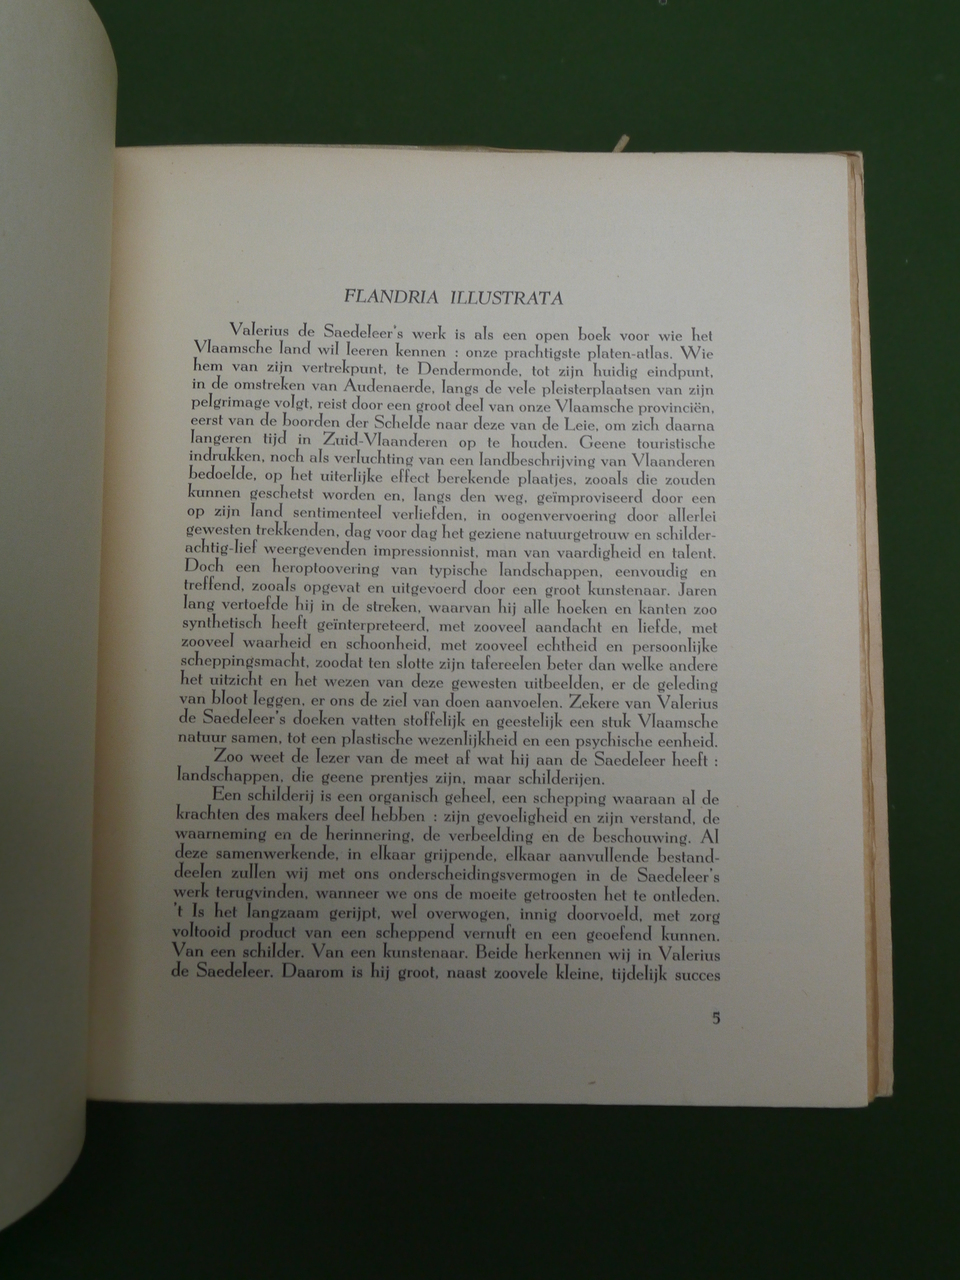 FLANDRIA ILLUSTRATA
Valerius de Saedeleer's werk is als een open boek voor wie het
Vlaamsche land wil leeren kennen : onze prachtigste platen-atlas. Wie
hem van zijn vertrekpunt, te Dendermonde, tot zijn huidig eindpunt,
in de omstreken van Audenaerde, langs de vele pleisterplaatsen van zijn
pelgrimage volgt, reist door een groot deel van onze Vlaamsche provinciën,
eerst van de boorden der Schelde naar deze van de Leie, om zich daarna
langeren tijd in Zuid-Vlaanderen op te houden. Geene touristische
indrukken, noch als verluchting van een landbeschrijving van Vlaanderen
bedoelde, op het uiterlijke effect berekende plaatjes, zooals die zouden
kunnen geschetst worden en, langs den weg, geïmproviseerd door een
op zijn land sentimenteel verliefden, in oogenvervoering door allerlei
gewesten trekkenden, dag voor dag het geziene natuurgetrouw en schilder-
achtig-lief weergevenden impressionnist, man van vaardigheid en talent.
Doch een heroptoovering van typische landschappen, eenvoudig en
treffend, zooals opgevat en uitgevoerd door een groot kunstenaar. Jaren
lang vertoefde hij in de streken, waarvan hij alle hoeken en kanten zoo
synthetisch heeft geïnterpreteerd, met zooveel aandacht en liefde, met
zooveel waarheid en schoonheid, met zooveel echtheid en persoonlijke
scheppingsmacht, zoodat ten slotte zijn tafereelen beter dan welke andere
het uitzicht en het wezen van deze gewesten uitbeelden, er de geleding
van bloot leggen, er ons de ziel van doen aanvoelen. Zekere van Valerius
de Saedeleer's doeken vatten stoffelijk en geestelijk een stuk Vlaamsche
natuur samen, tot een plastische wezenlijkheid en een psychische eenheid.
Zoo weet de lezer van de meet af wat hij aan de Saedeleer heeft :
landschappen, die geene prentjes zijn, maar schilderijen.
Een schilderij is een organisch geheel, een schepping waaraan al de
krachten des makers deel hebben : zijn gevoeligheid en zijn verstand, de
waarneming en de herinnering, de verbeelding en de beschouwing. Al
deze samenwerkende, in elkaar grijpende, elkaar aanvullende bestand-
deelen zullen wij met ons onderscheidingsvermogen in de Saedeleer's
werk terugvinden, wanneer we ons de moeite getroosten het te ontleden.
't Is het langzaam gerijpt, wel overwogen, innig doorvoeld, met zorg
voltooid product van een scheppend vernuft en een geoefend kunnen.
Van een schilder. Van een kunstenaar. Beide herkennen wij in Valerius
de Saedeleer. Daarom is hij groot, naast zoovele kleine, tijdelijk succes
5